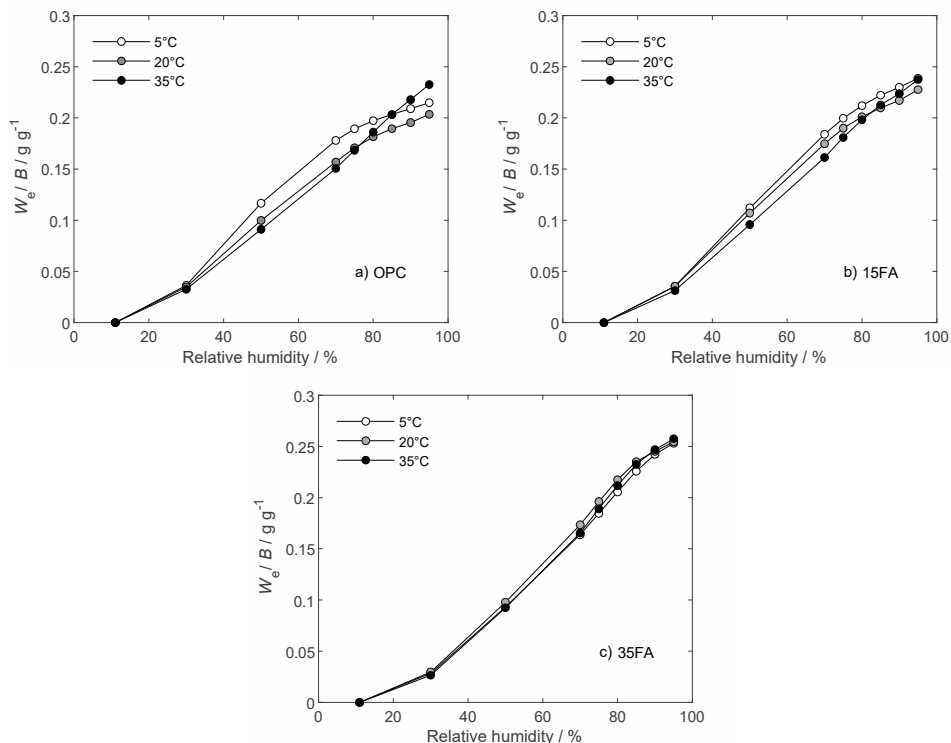 0.3
0.25
0.2
0.15
0.1
0.05
0
W_e / B / g g^-1
5°C
20°C
35°C
a) OPC
0 20 40 60 80 100
Relative humidity / %
0.3
0.25
0.2
0.15
0.1
0.05
0
W_e / B / g g^-1
5°C
20°C
35°C
b) 15FA
0 20 40 60 80 100
Relative humidity / %
0.3
0.25
0.2
0.15
0.1
0.05
0
W_e / B / g g^-1
5°C
20°C
35°C
c) 35FA
0 20 40 60 80 100
Relative humidity / %